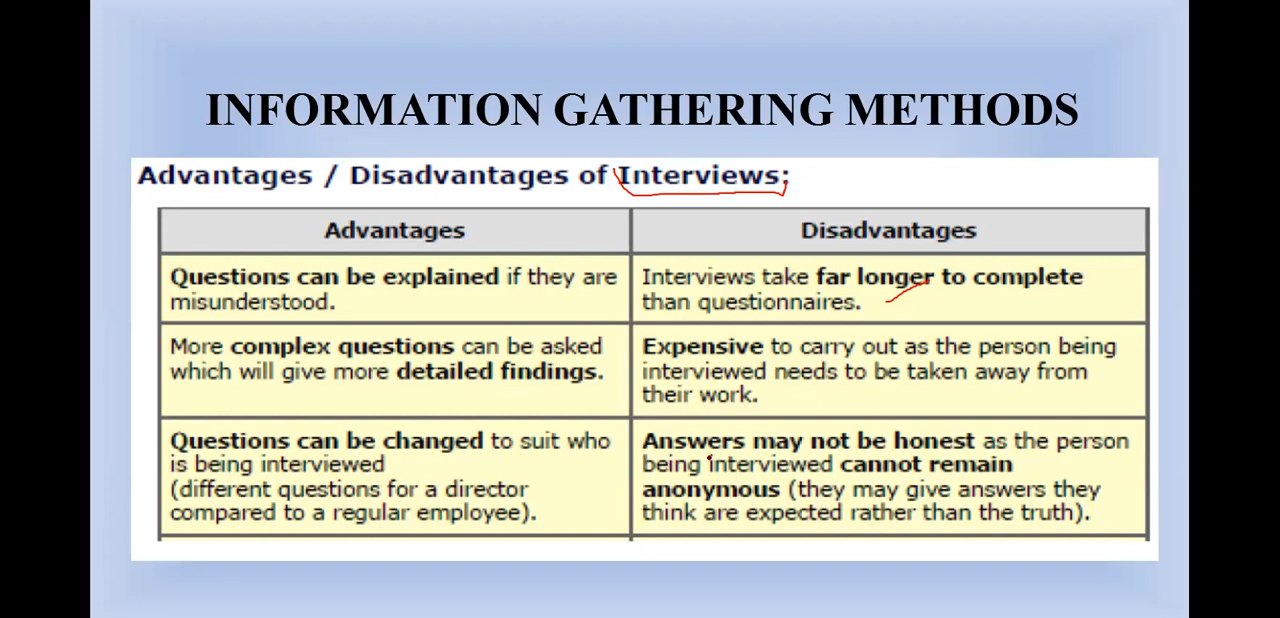 INFORMATION GATHERING METHODS
Advantages / Disadvantages of Interviews:
Advantages
Disadvantages
Questions can be explained if they are
misunderstood.
Interviews take far longer to complete
than questionnaires.
More complex questions can be asked
which will give more detailed findings.
Expensive to carry out as the person being
interviewed needs to be taken away from
their work.
Questions can be changed to suit who
is being interviewed
(different questions for a director
compared to a regular employee).
Answers may not be honest as the person
being interviewed cannot remain
anonymous (they may give answers they
think are expected rather than the truth).